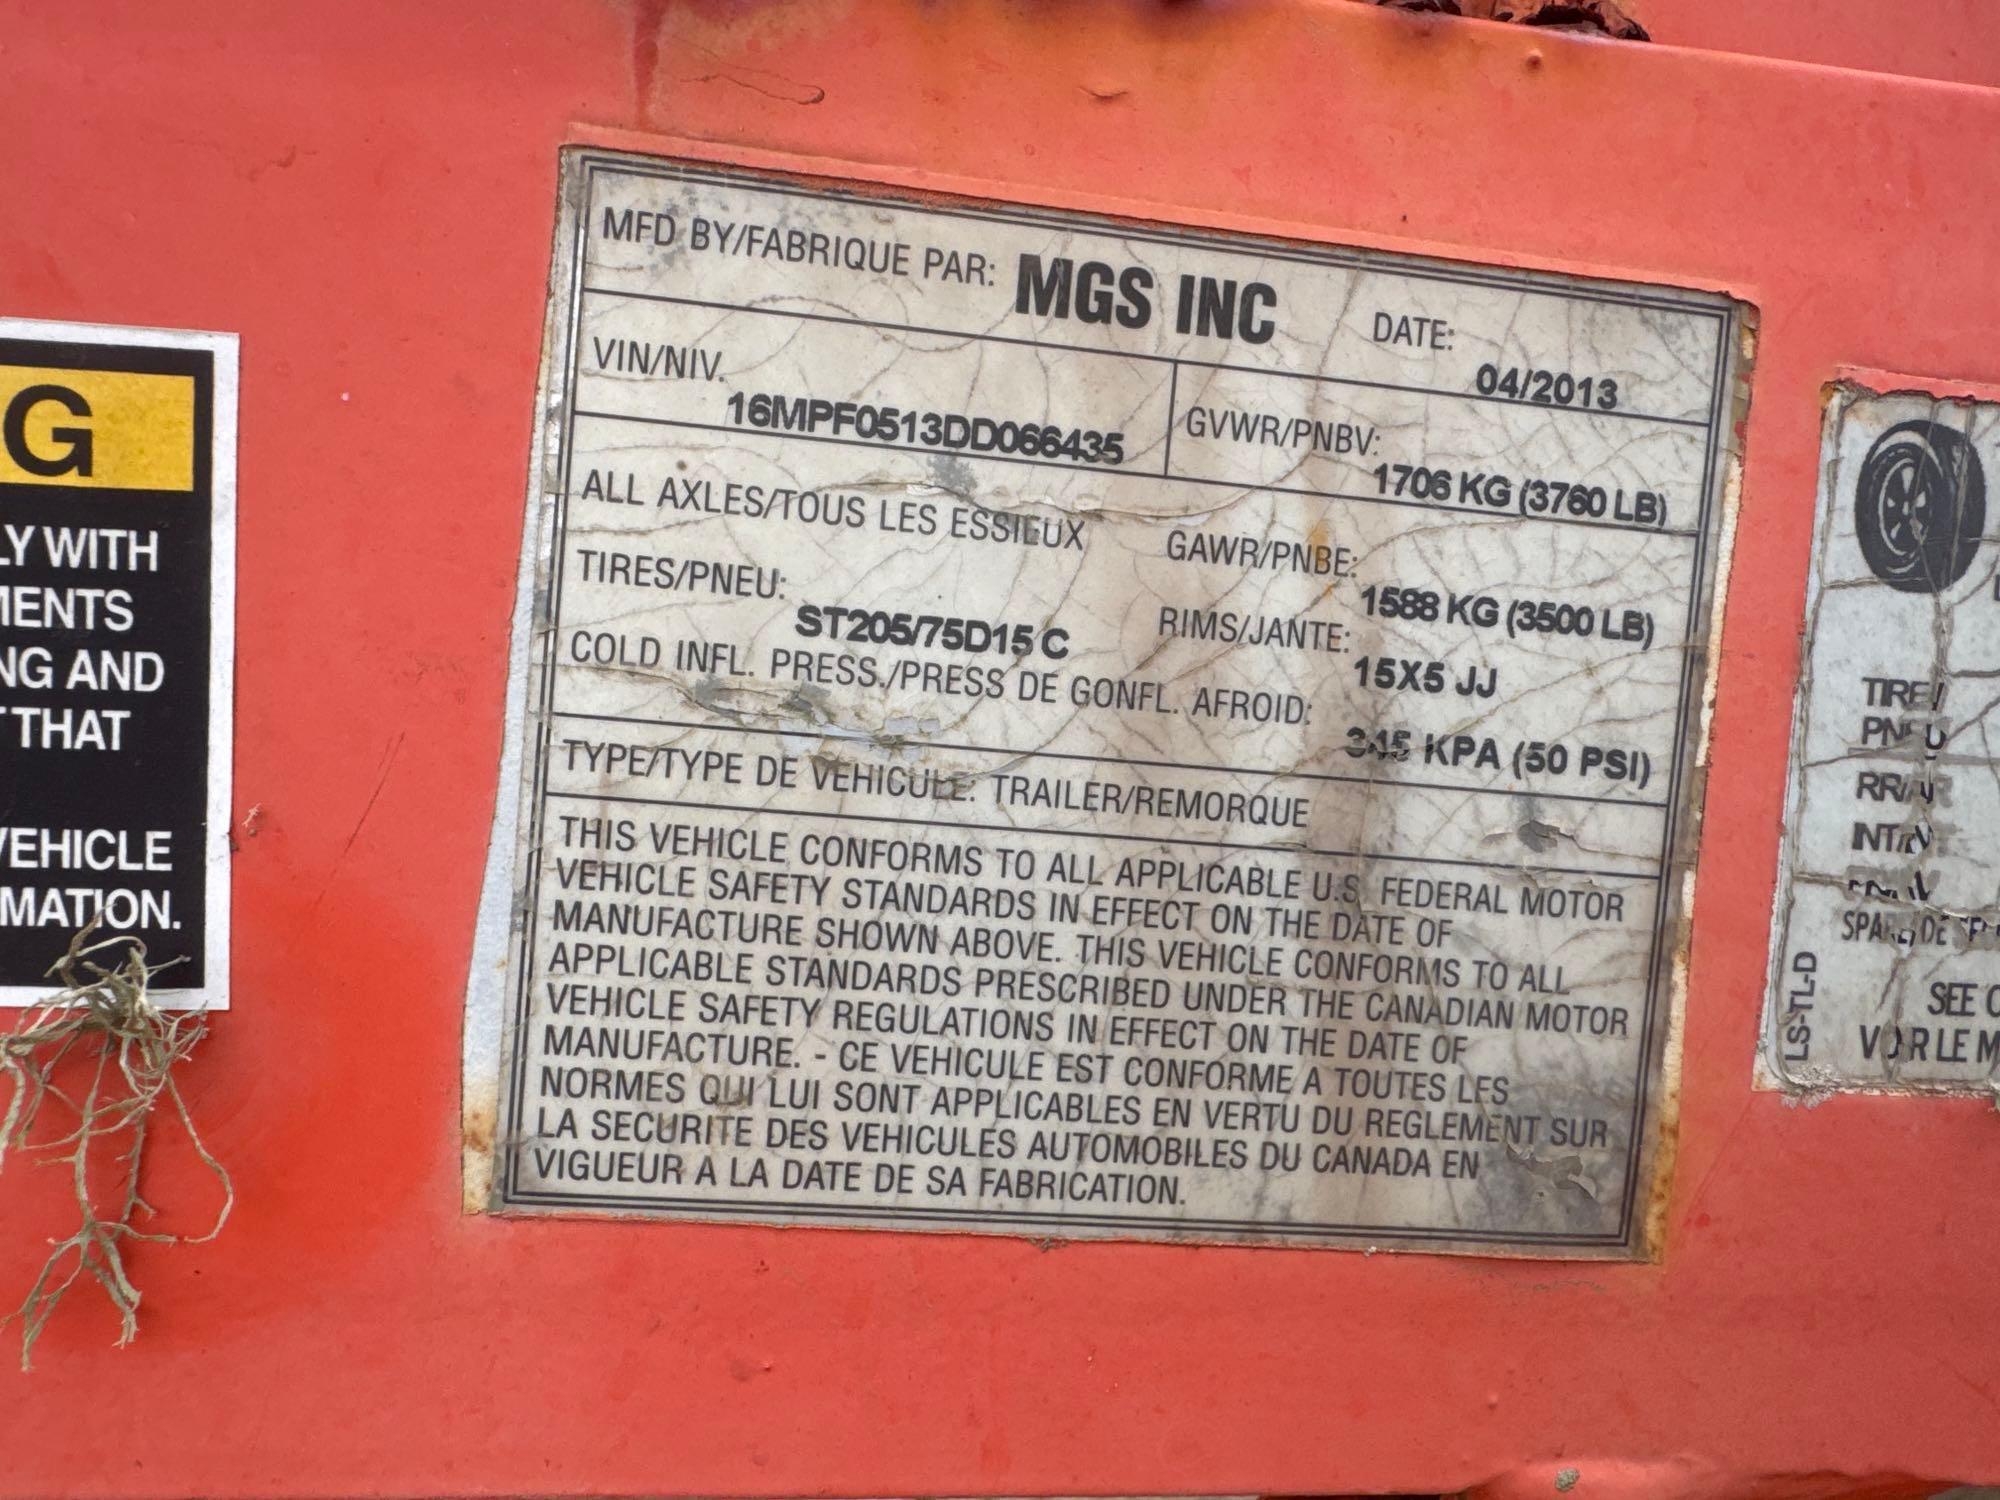 G
LY WITH
MENTS
NG AND
T THAT
VEHICLE
MATION.
MFD BY/FABRIQUE PAR: MGS INC DATE: 04/2013
VIN/NIV. 16MPF0513DD066435 GVWR/PNBV: 1706 KG (3760 LB)
ALL AXLES/TOUS LES ESSIEUX GAWR/PNBE: 1588 KG (3500 LB)
TIRES/PNEU: ST205/75D15 C RIMS/JANTE: 15X5 JJ
COLD INFL. PRESS./PRESS DE GONFL. AFROID: 345 KPA (50 PSI)
TYPE/TYPE DE VEHICULE: TRAILER/REMORQUE
THIS VEHICLE CONFORMS TO ALL APPLICABLE U.S. FEDERAL MOTOR
VEHICLE SAFETY STANDARDS IN EFFECT ON THE DATE OF
MANUFACTURE SHOWN ABOVE. THIS VEHICLE CONFORMS TO ALL
APPLICABLE STANDARDS PRESCRIBED UNDER THE CANADIAN MOTOR
VEHICLE SAFETY REGULATIONS IN EFFECT ON THE DATE OF
MANUFACTURE. - CE VEHICULE EST CONFORME A TOUTES LES
NORMES QUI LUI SONT APPLICABLES EN VERTU DU REGLEMENT SUR
LA SECURITE DES VEHICULES AUTOMOBILES DU CANADA EN
VIGUEUR A LA DATE DE SA FABRICATION.
TIRE/
PNEU
SEE
LE M
LS-TL-D